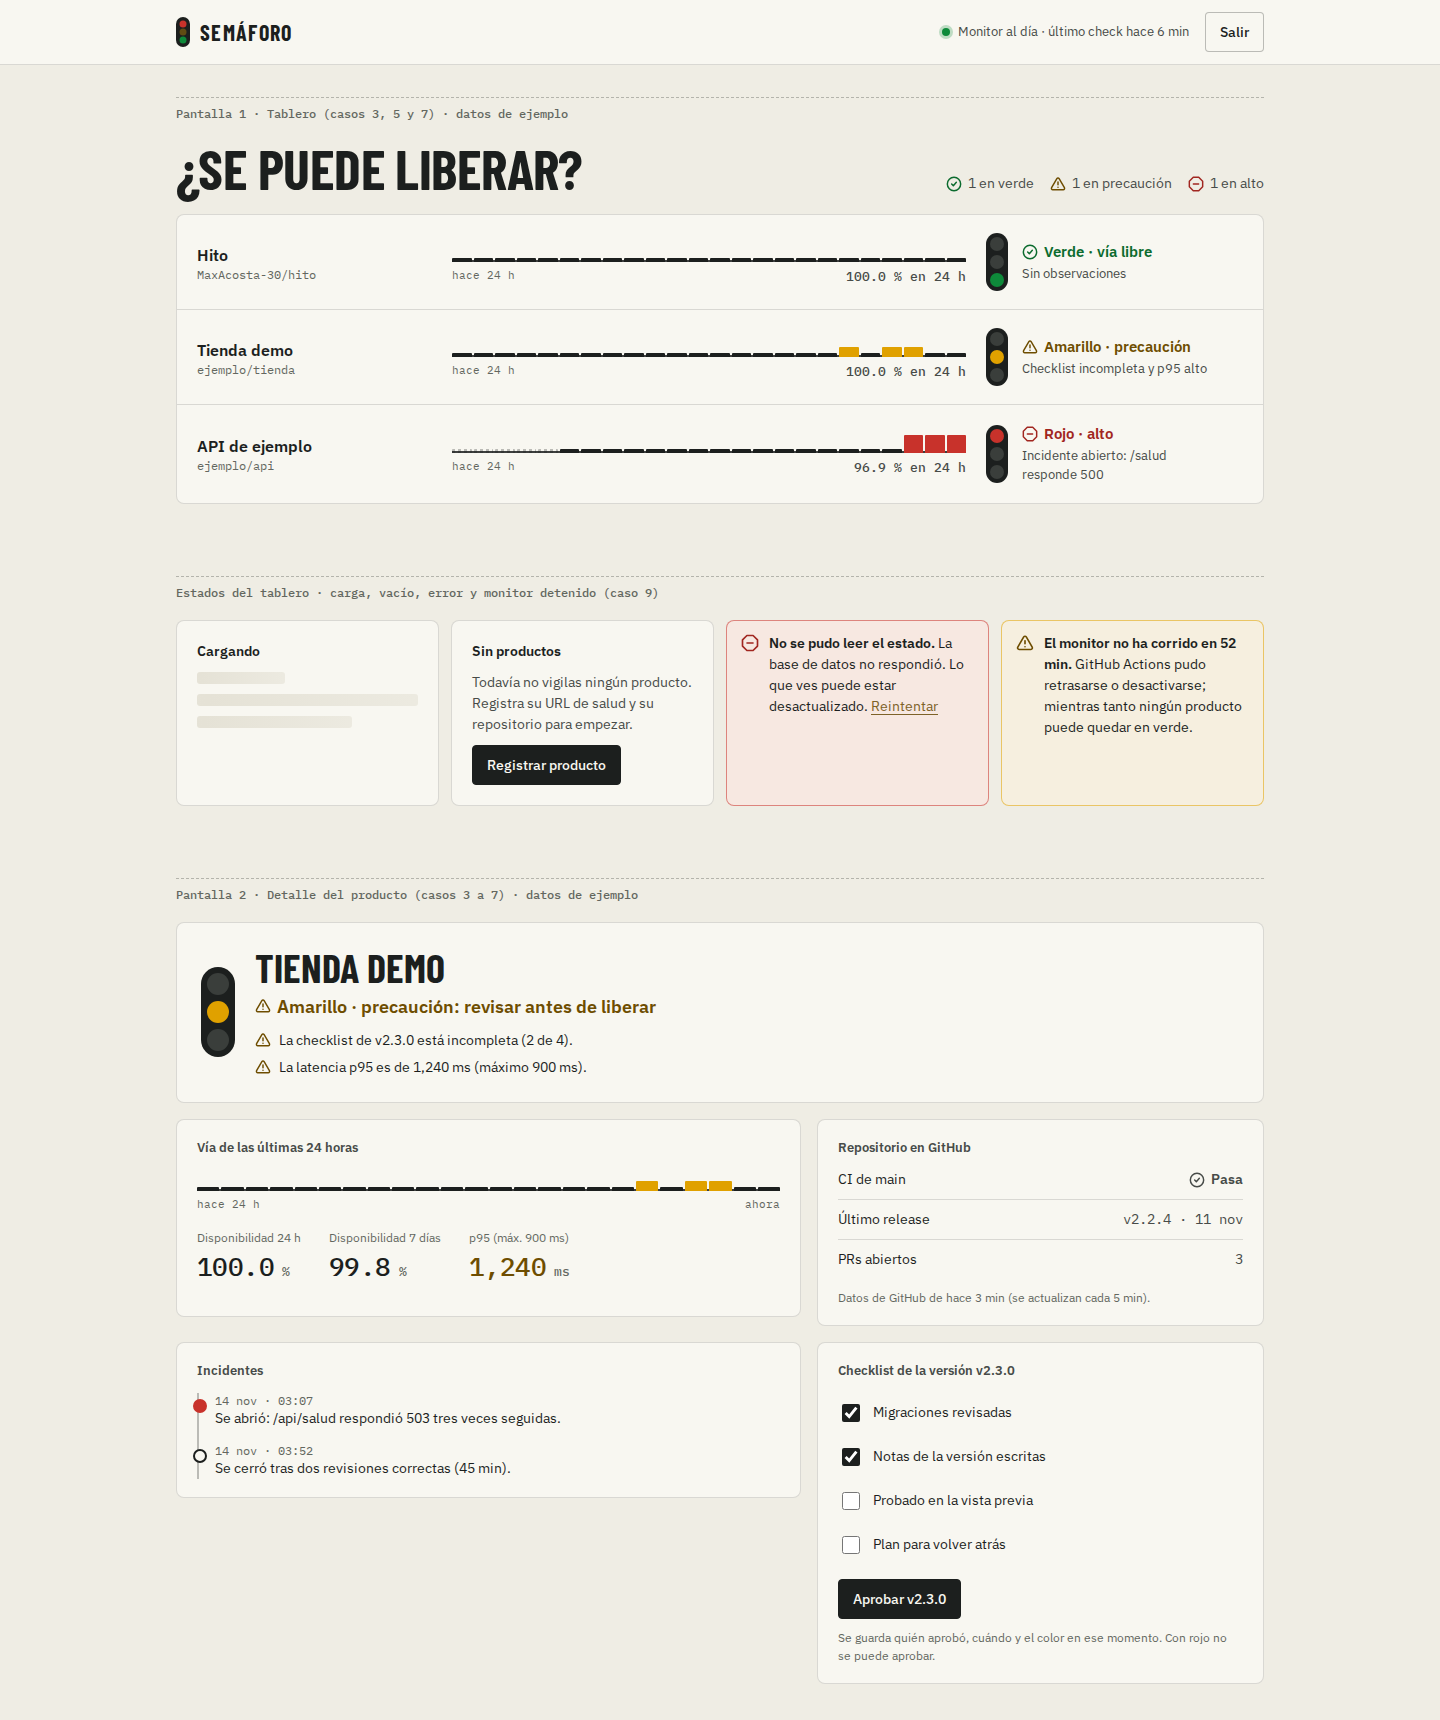 SEMÁFORO
Monitor al día · último check hace 6 min
Salir
Pantalla 1 · Tablero (casos 3, 5 y 7) · datos de ejemplo
¿SE PUEDE LIBERAR?
1 en verde
1 en precaución
1 en alto
Hito
MaxAcosta-30/hito
hace 24 h
100.0 % en 24 h
Verde · vía libre
Sin observaciones
Tienda demo
ejemplo/tienda
hace 24 h
100.0 % en 24 h
Amarillo · precaución
Checklist incompleta y p95 alto
API de ejemplo
ejemplo/api
hace 24 h
96.9 % en 24 h
Rojo · alto
Incidente abierto: /salud
responde 500
Estados del tablero · carga, vacío, error y monitor detenido (caso 9)
Cargando
Sin productos
Todavía no vigilas ningún producto.
Registra su URL de salud y su
repositorio para empezar.
Registrar producto
No se pudo leer el estado. La
base de datos no respondió. Lo
que ves puede estar
desactualizado. Reintentar
El monitor no ha corrido en 52
min. GitHub Actions pudo
retrasarse o desactivarse;
mientras tanto ningún producto
puede quedar en verde.
Pantalla 2 · Detalle del producto (casos 3 a 7) · datos de ejemplo
TIENDA DEMO
Amarillo · precaución: revisar antes de liberar
La checklist de v2.3.0 está incompleta (2 de 4).
La latencia p95 es de 1,240 ms (máximo 900 ms).
Vía de las últimas 24 horas
hace 24 h
ahora
Disponibilidad 24 h
100.0 %
Disponibilidad 7 días
99.8 %
p95 (máx. 900 ms)
1,240 ms
Repositorio en GitHub
CI de main
Pasa
Último release
v2.2.4 · 11 nov
PRs abiertos
3
Datos de GitHub de hace 3 min (se actualizan cada 5 min).
Incidentes
14 nov · 03:07
Se abrió: /api/salud respondió 503 tres veces seguidas.
14 nov · 03:52
Se cerró tras dos revisiones correctas (45 min).
Checklist de la versión v2.3.0
Migraciones revisadas
Notas de la versión escritas
Probado en la vista previa
Plan para volver atrás
Aprobar v2.3.0
Se guarda quién aprobó, cuándo y el color en ese momento. Con rojo no
se puede aprobar.